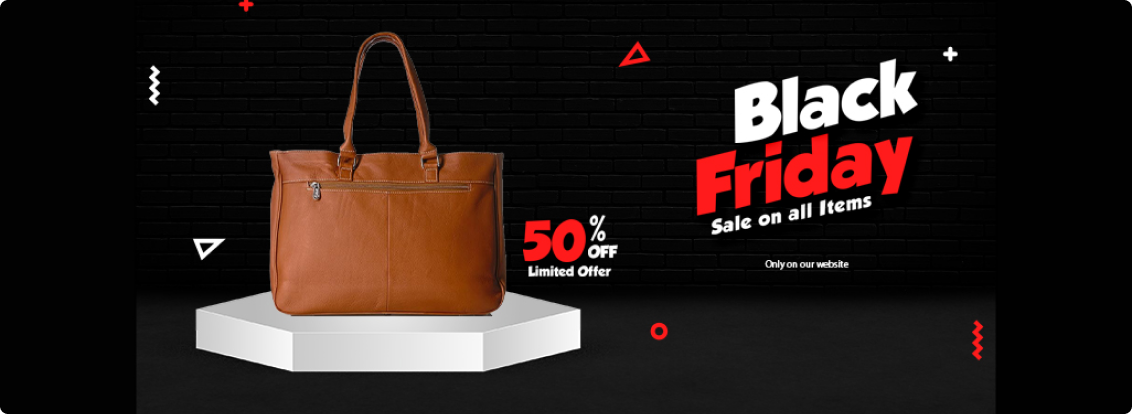 Black
Friday
Sale on all Items
50% OFF
Limited Offer
Only on our website